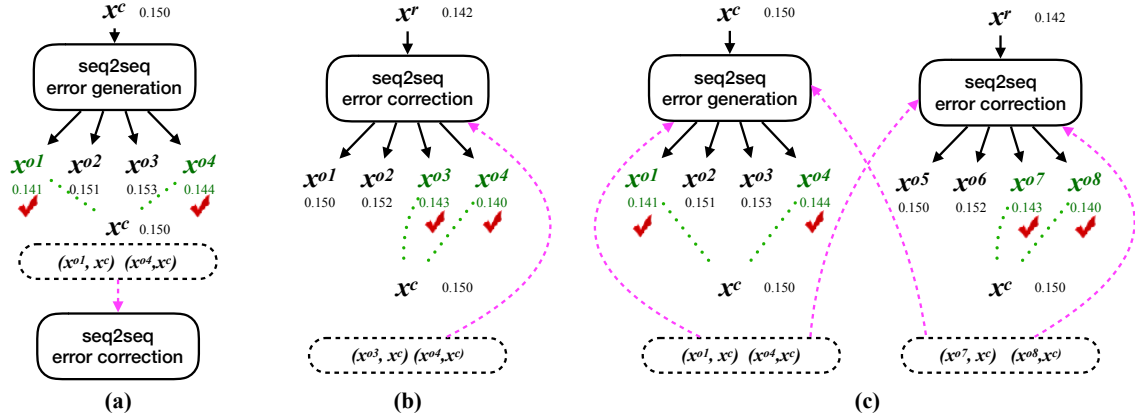 x^c 0.150
seq2seq
error generation
x^o1 x^o2 x^o3 x^o4
0.141 0.151 0.153 0.144
x^c 0.150
(x^o1, x^c) (x^o4,x^c)
seq2seq
error correction
(a)
x^r 0.142
seq2seq
error correction
x^o1 x^o2 x^o3 x^o4
0.150 0.152 0.143 0.140
x^c 0.150
(x^o3, x^c) (x^o4,x^c)
(b)
x^c 0.150
seq2seq
error generation
x^o1 x^o2 x^o3 x^o4
0.141 0.151 0.153 0.144
x^c 0.150
(x^o1, x^c) (x^o4,x^c)
x^r 0.142
seq2seq
error correction
x^o5 x^o6 x^o7 x^o8
0.150 0.152 0.143 0.140
x^c 0.150
(x^o7, x^c) (x^o8,x^c)
(c)